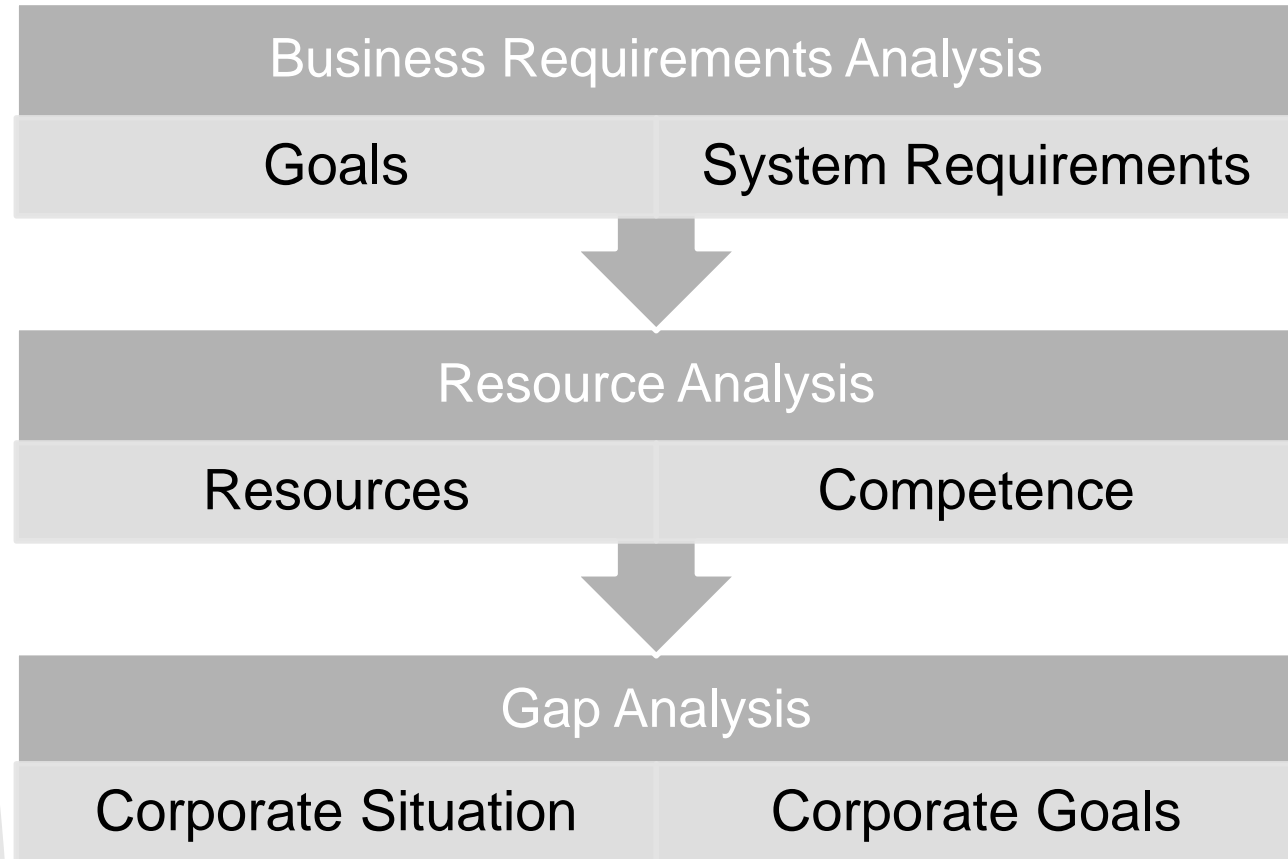 Business Requirements Analysis
Goals
System Requirements
Resource Analysis
Resources
Competence
Gap Analysis
Corporate Situation
Corporate Goals